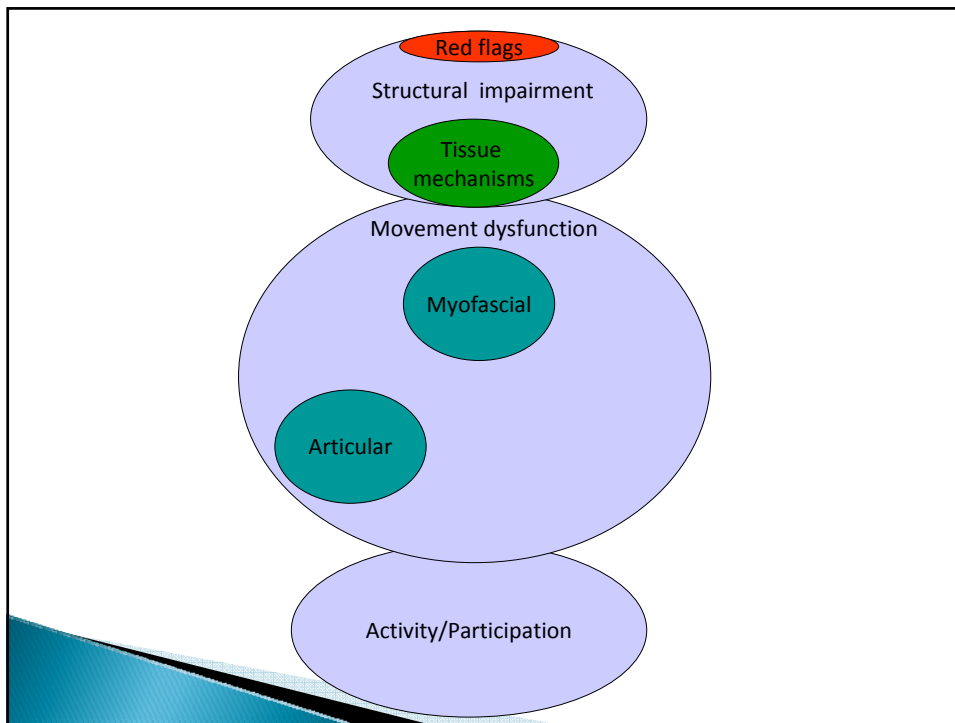 Red flags
Structural impairment
Tissue
mechanisms
Movement dysfunction
Myofascial
Articular
Activity/Participation